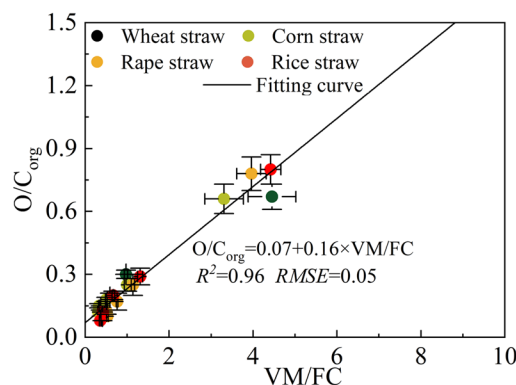 1.5
1.2
0.9
0.6
0.3
0.0
O/C_org
Wheat straw
Corn straw
Rape straw
Rice straw
Fitting curve
O/C_org=0.07+0.16×VM/FC
R²=0.96 RMSE=0.05
0 2 4 6 8 10
VM/FC